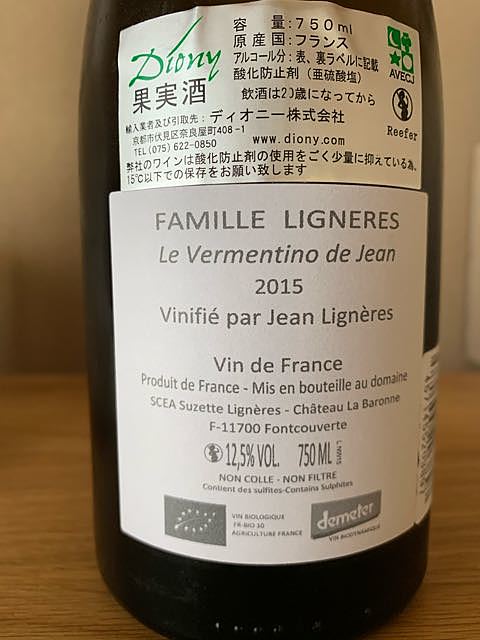 Diony
果実酒
容 量:750ml
原 産 国:フランス
アルコール分:表、裏ラベルに記載
酸化防止剤(亜硫酸塩)
飲酒は20歳になってから
AVECJ
輸入業者及び引取先:ディオニー株式会社
京都市伏見区奈良屋町408-1
TEL(075)622-0850
www.diony.com
Reefer
弊社のワインは酸化防止剤の使用をごく少量に抑えている為、
15℃以下での保存をお願い致します
FAMILLE LIGNERES
Le Vermentino de Jean
2015
Vinifié par Jean Lignères
Vin de France
Produit de France - Mis en bouteille au domaine
SCEA Suzette Lignères - Château La Baronne
F-11700 Fontcouverte
12,5% VOL. 750 ML
NON COLLE - NON FILTRE
Contient des sulfites-Contains Sulphites
VIN BIOLOGIQUE
FR-BIO 10
AGRICULTURE FRANCE
demeter
VIN BIODYNAMIQUE